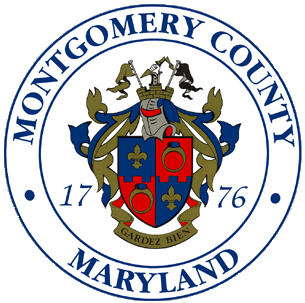 MONTGOMERY COUNTY
17 76
GARDEZ BIEN
MARYLAND